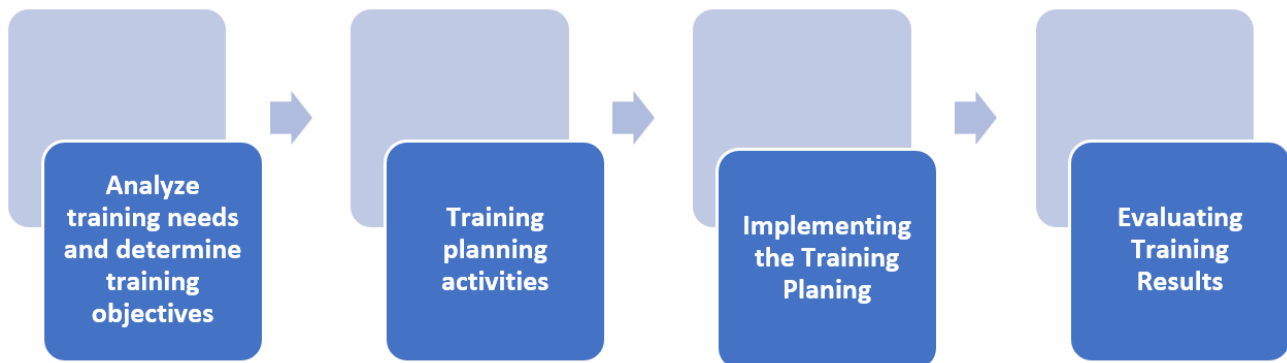 Analyze
training needs
and determine
training
objectives
Training
planning
activities
Implementing
the Training
Planing
Evaluating
Training
Results